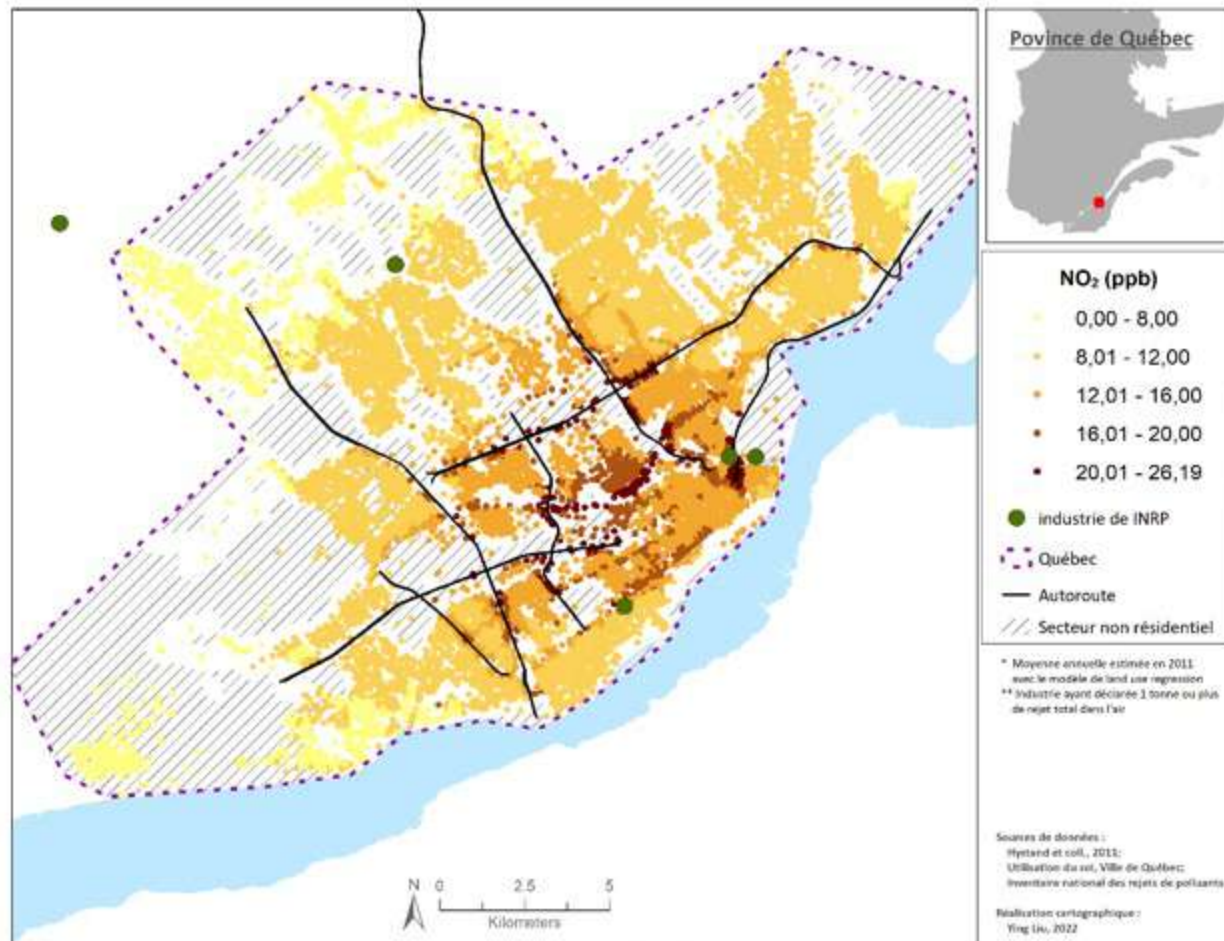 Povince de Québec
NO₂ (ppb)
0,00 - 8,00
8,01 - 12,00
12,01 - 16,00
16,01 - 20,00
20,01 - 26,19
industrie de INRP
Québec
Autoroute
Secteur non résidentiel
* Moyenne annuelle estimée en 2011
avec le modèle de land use regression
** Industrie ayant déclarée 1 tonne ou plus
de rejet total dans l'air
Sources de données :
Hystand et coll., 2011;
Utilisation du sol, Ville de Québec;
Inventaire national des rejets de polluants
Réalisation cartographique :
Ying Liu, 2022
N 0 2.5 5
Kilometers